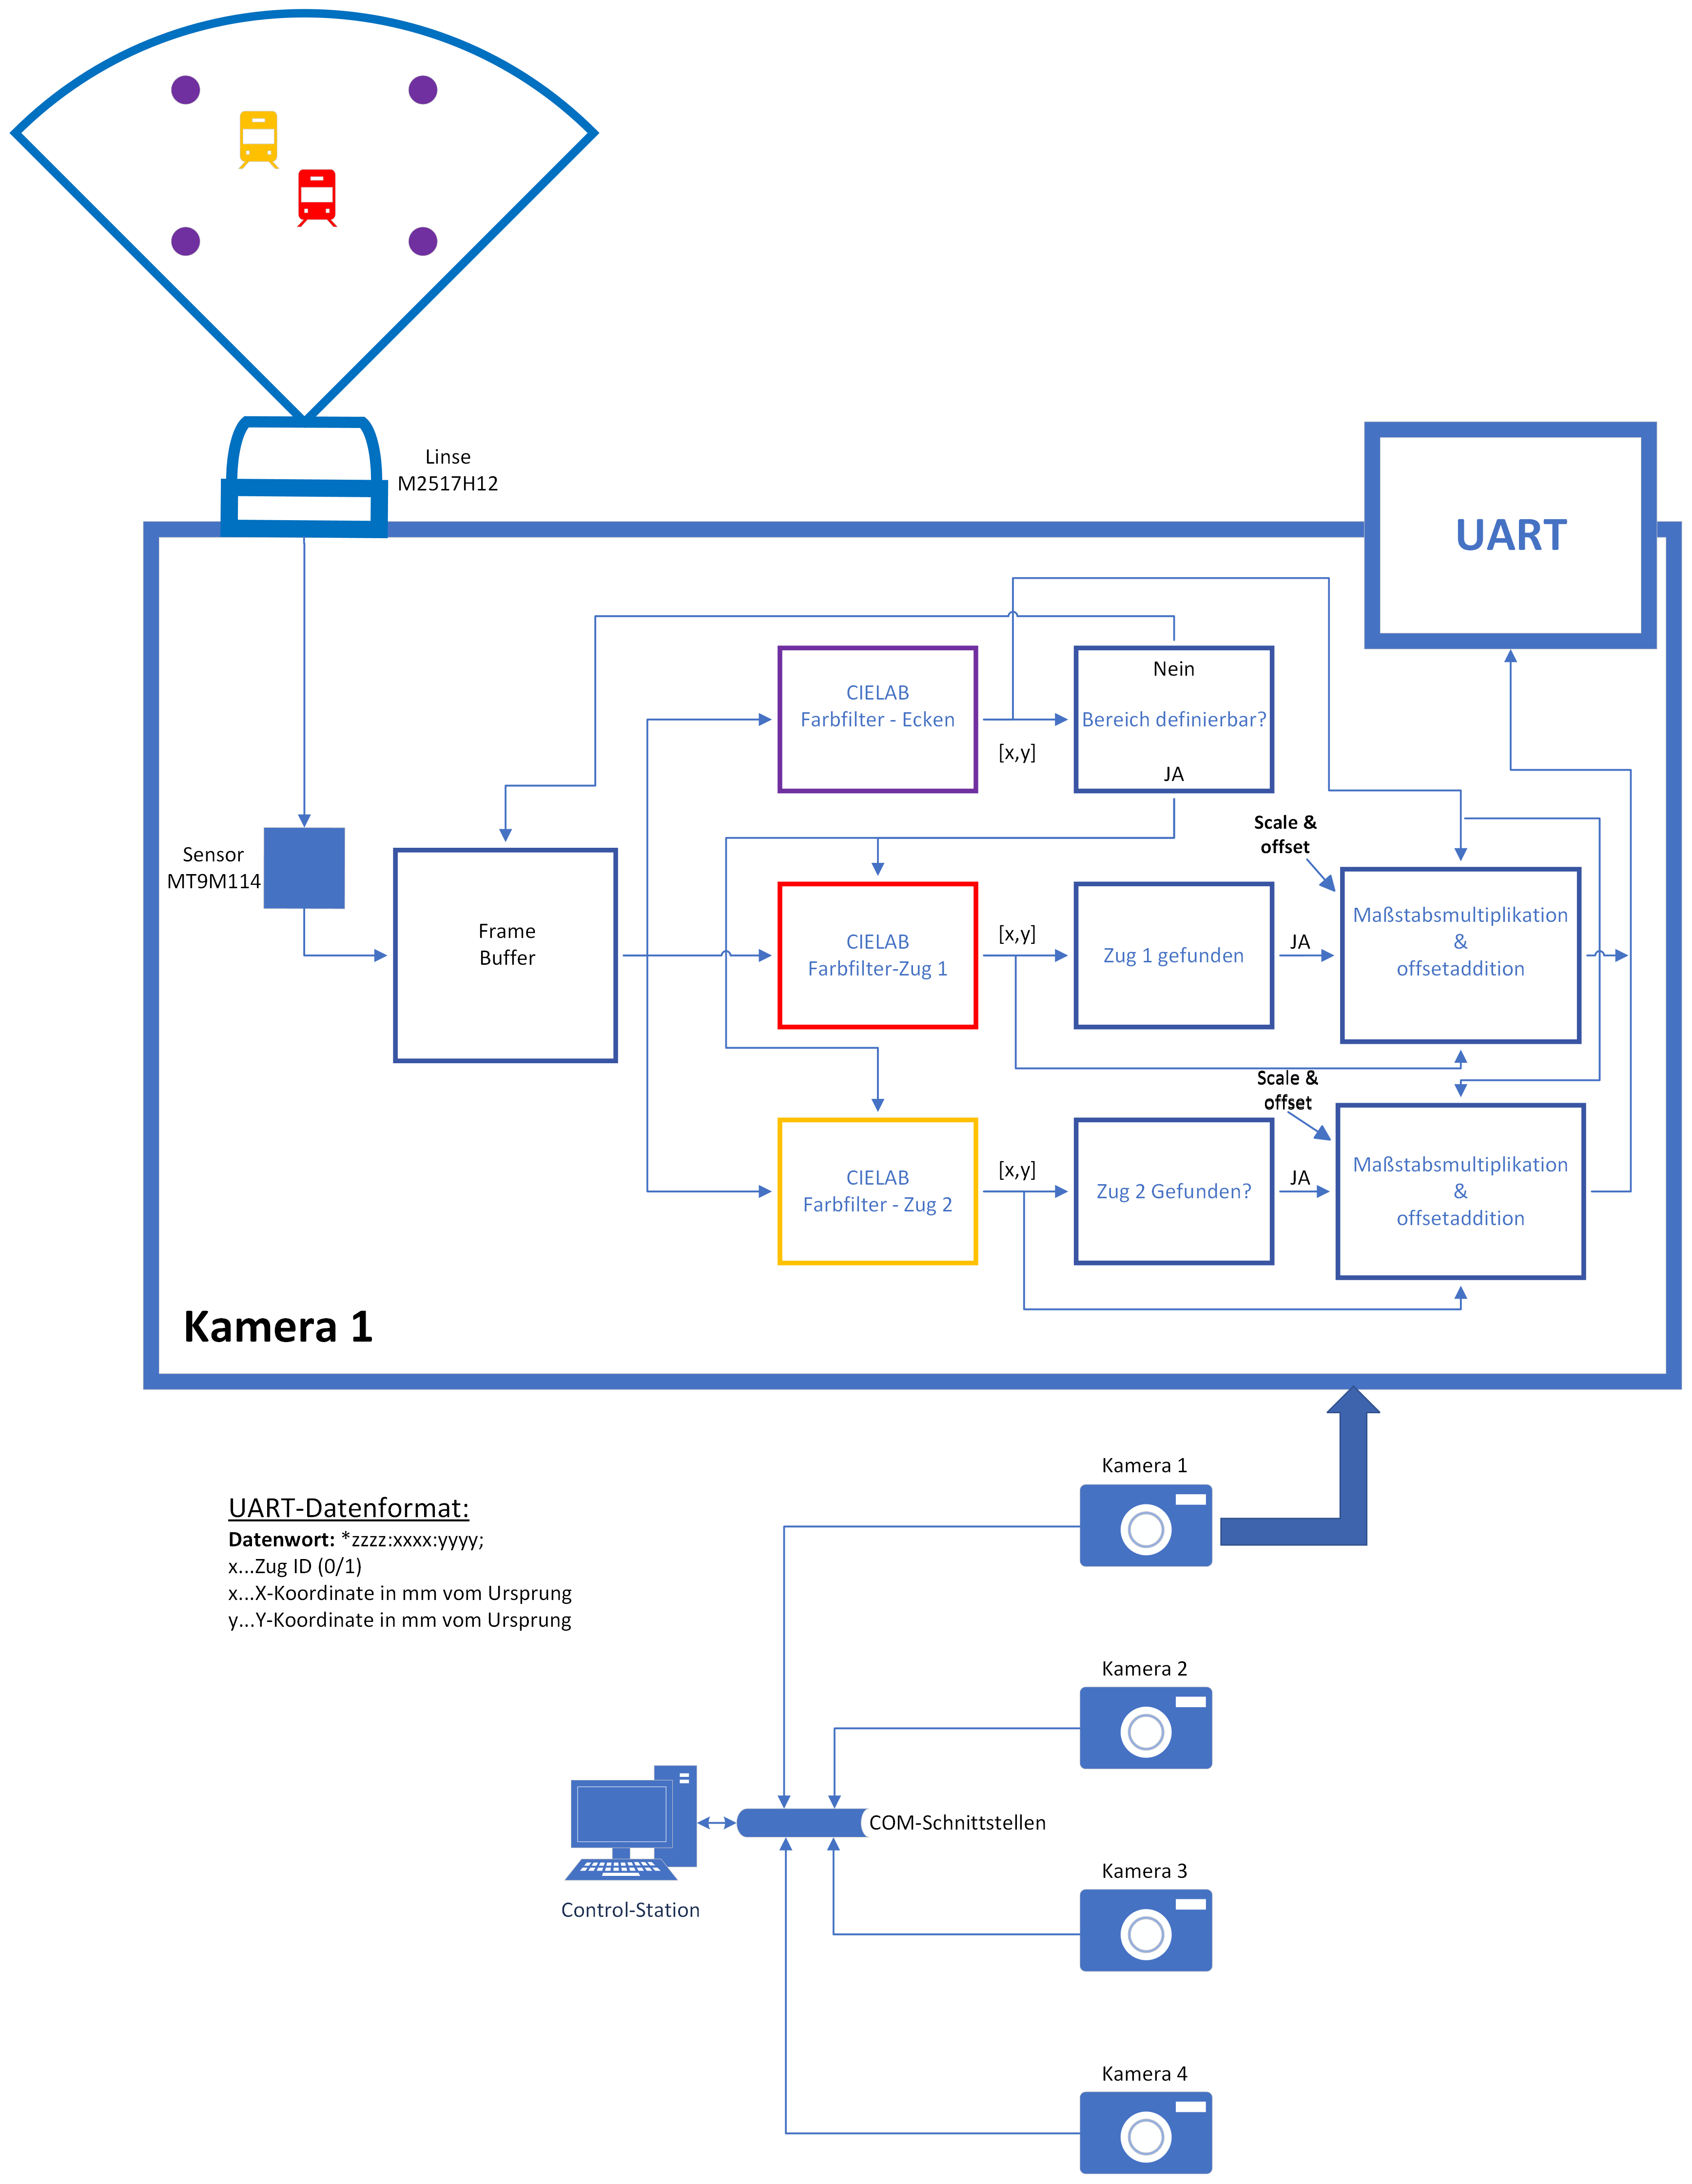 Linse
M2517H12
UART
Nein
CIELAB
Farbfilter - Ecken
Bereich definierbar?
[x,y]
JA
Scale &
offset
Sensor
MT9M114
Frame
Buffer
CIELAB
Farbfilter-Zug 1
[x,y]
Zug 1 gefunden
JA
Maßstabsmultiplikation
&
offsetaddition
Scale &
offset
CIELAB
Farbfilter - Zug 2
[x,y]
Zug 2 Gefunden?
JA
Maßstabsmultiplikation
&
offsetaddition
Kamera 1
UART-Datenformat:
Datenwort: *zzzz:xxxx:yyyy;
x...Zug ID (0/1)
x...X-Koordinate in mm vom Ursprung
y...Y-Koordinate in mm vom Ursprung
Kamera 1
Kamera 2
COM-Schnittstellen
Control-Station
Kamera 3
Kamera 4